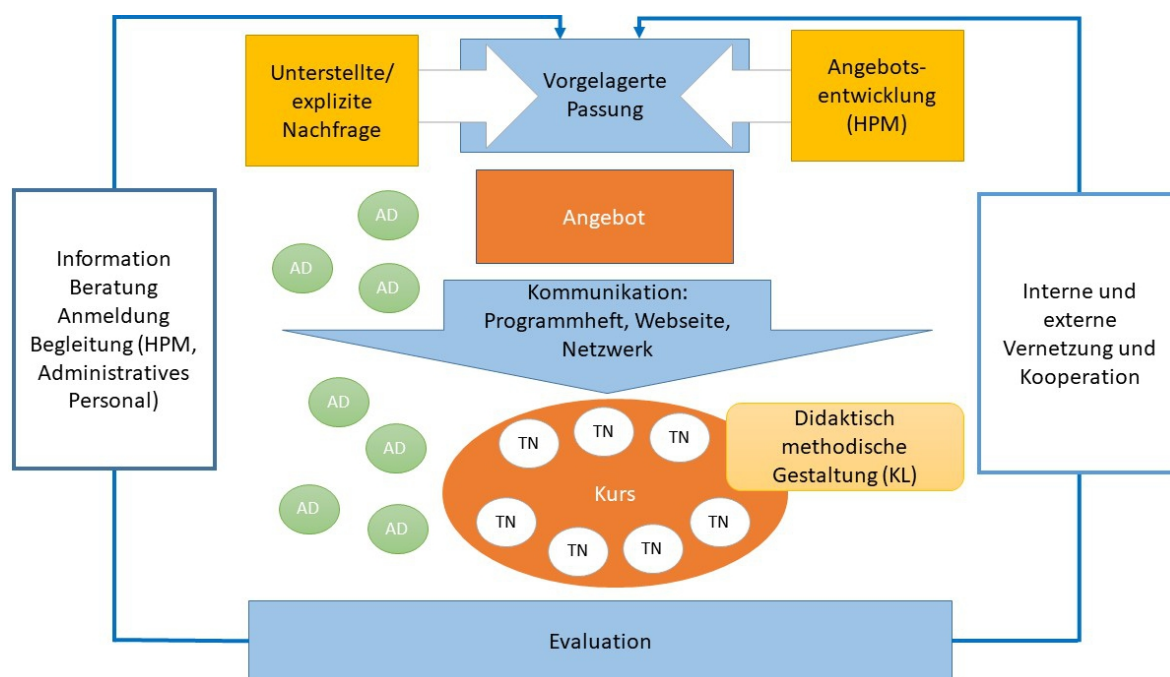 Unterstellte/
explizite
Nachfrage
Vorgelagerte
Passung
Angebots-
entwicklung
(HPM)
AD
AD
AD
Angebot
Information
Beratung
Anmeldung
Begleitung (HPM,
Administratives
Personal)
Kommunikation:
Programmheft, Webseite,
Netzwerk
Interne und
externe
Vernetzung und
Kooperation
AD
AD
AD
AD
TN
TN
TN
Kurs
TN
TN
TN
TN
Didaktisch
methodische
Gestaltung (KL)
Evaluation